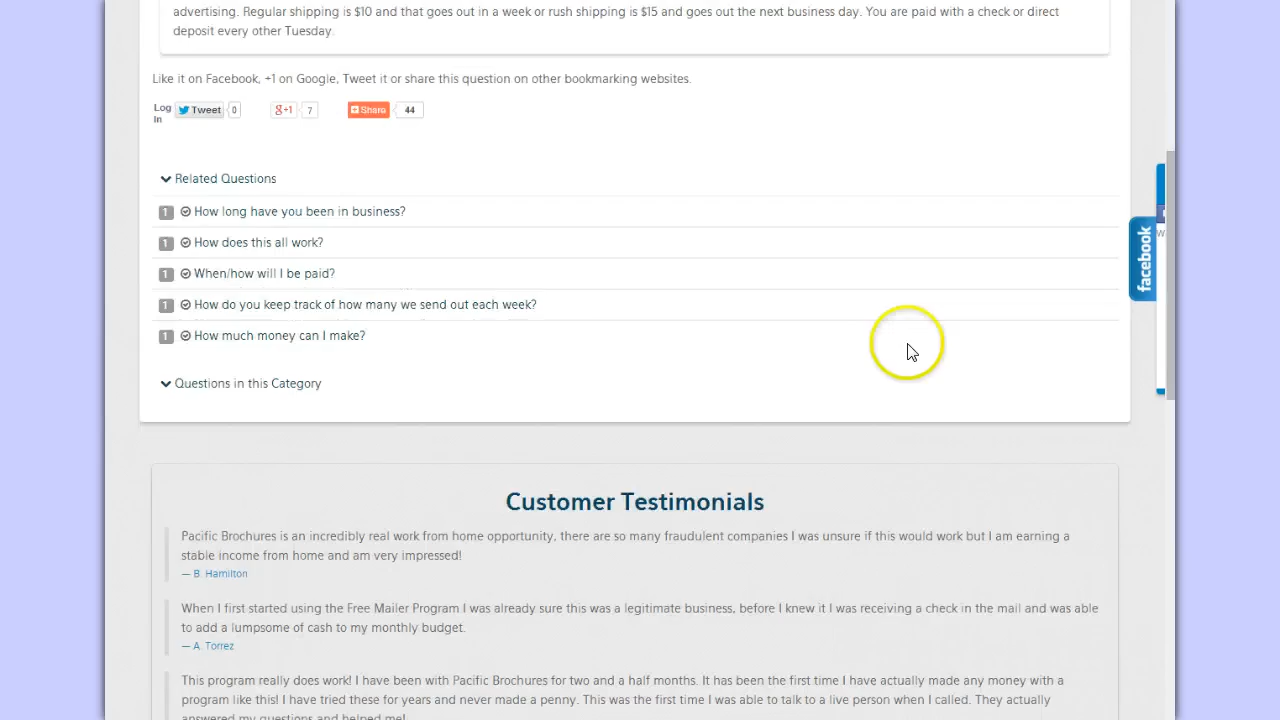 advertising. Regular shipping is $10 and that goes out in a week or rush shipping is $15 and goes out the next business day. You are paid with a check or direct
deposit every other Tuesday.
Like it on Facebook, +1 on Google, Tweet it or share this question on other bookmarking websites.
Log In
Tweet 0
g+1 7
Share 44
Related Questions
1 How long have you been in business?
1 How does this all work?
1 When/how will I be paid?
1 How do you keep track of how many we send out each week?
1 How much money can I make?
Questions in this Category
facebook
Customer Testimonials
Pacific Brochures is an incredibly real work from home opportunity, there are so many fraudulent companies I was unsure if this would work but I am earning a
stable income from home and am very impressed!
— B. Hamilton
When I first started using the Free Mailer Program I was already sure this was a legitimate business, before I knew it I was receiving a check in the mail and was able
to add a lumpsome of cash to my monthly budget.
— A. Torrez
This program really does work! I have been with Pacific Brochures for two and a half months. It has been the first time I have actually made any money with a
program like this! I have tried these for years and never made a penny. This was the first time I was able to talk to a live person when I called. They actually
answered my questions and helped me!